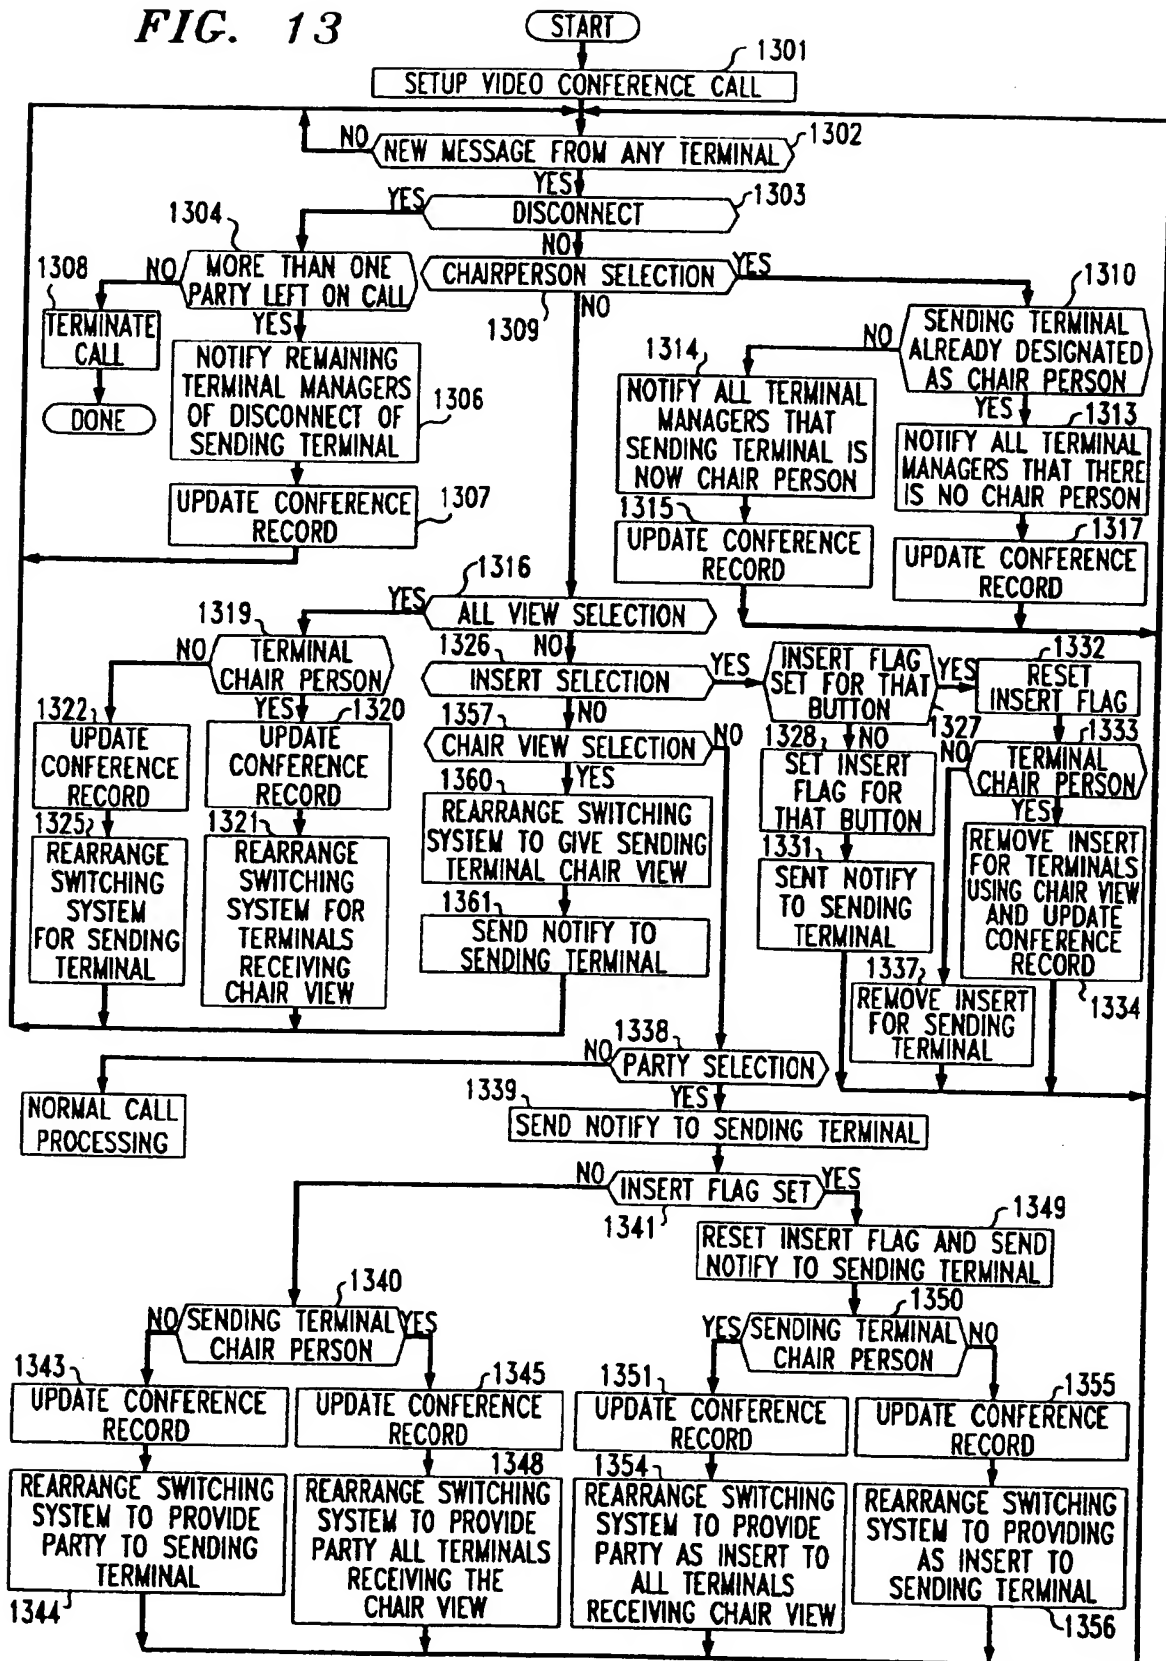 FIG. 13
START
1301
SETUP VIDEO CONFERENCE CALL
NO
1302
NEW MESSAGE FROM ANY TERMINAL
YES
1303
YES
DISCONNECT
1304
NO
1308
NO
MORE THAN ONE
PARTY LEFT ON CALL
CHAIRPERSON SELECTION
YES
1310
1309
NO
TERMINATE
CALL
YES
SENDING TERMINAL
ALREADY DESIGNATED
AS CHAIR PERSON
NO
1314
DONE
NOTIFY REMAINING
TERMINAL MANAGERS
OF DISCONNECT OF
SENDING TERMINAL
1306
NOTIFY ALL TERMINAL
MANAGERS THAT
SENDING TERMINAL IS
NOW CHAIR PERSON
YES
1313
NOTIFY ALL TERMINAL
MANAGERS THAT THERE
IS NO CHAIR PERSON
UPDATE CONFERENCE
RECORD
1307
1315
UPDATE CONFERENCE
RECORD
1317
UPDATE CONFERENCE
RECORD
1316
YES
ALL VIEW SELECTION
1319
NO
TERMINAL
CHAIR PERSON
1326
NO
INSERT SELECTION
YES
INSERT FLAG
SET FOR THAT
BUTTON
1327
YES
1332
RESET
INSERT FLAG
1322
UPDATE
CONFERENCE
RECORD
YES
1320
UPDATE
CONFERENCE
RECORD
1357
NO
CHAIR VIEW SELECTION
NO
1328
NO
SET INSERT
FLAG FOR
THAT BUTTON
NO
1333
TERMINAL
CHAIR PERSON
1360
YES
REARRANGE SWITCHING
SYSTEM TO GIVE SENDING
TERMINAL CHAIR VIEW
YES
1325
REARRANGE
SWITCHING
SYSTEM
FOR SENDING
TERMINAL
1321
REARRANGE
SWITCHING
SYSTEM FOR
TERMINALS
RECEIVING
CHAIR VIEW
1361
SEND NOTIFY TO
SENDING TERMINAL
1331
SENT NOTIFY
TO SENDING
TERMINAL
REMOVE INSERT
FOR TERMINALS
USING CHAIR VIEW
AND UPDATE
CONFERENCE
RECORD
1334
1337
REMOVE INSERT
FOR SENDING
TERMINAL
1338
NO
PARTY SELECTION
NORMAL CALL
PROCESSING
1339
YES
SEND NOTIFY TO SENDING TERMINAL
NO
INSERT FLAG SET
YES
1341
1349
RESET INSERT FLAG AND SEND
NOTIFY TO SENDING TERMINAL
1340
NO
SENDING TERMINAL
CHAIR PERSON
YES
1350
YES
SENDING TERMINAL
CHAIR PERSON
NO
1343
UPDATE CONFERENCE
RECORD
1345
UPDATE CONFERENCE
RECORD
1351
UPDATE CONFERENCE
RECORD
1355
UPDATE CONFERENCE
RECORD
REARRANGE SWITCHING
SYSTEM TO PROVIDE
PARTY TO SENDING
TERMINAL
1344
1348
REARRANGE SWITCHING
SYSTEM TO PROVIDE
PARTY ALL TERMINALS
RECEIVING THE
CHAIR VIEW
1354
REARRANGE SWITCHING
SYSTEM TO PROVIDE
PARTY AS INSERT TO
ALL TERMINALS
RECEIVING CHAIR VIEW
REARRANGE SWITCHING
SYSTEM TO PROVIDING
AS INSERT TO
SENDING TERMINAL
1356